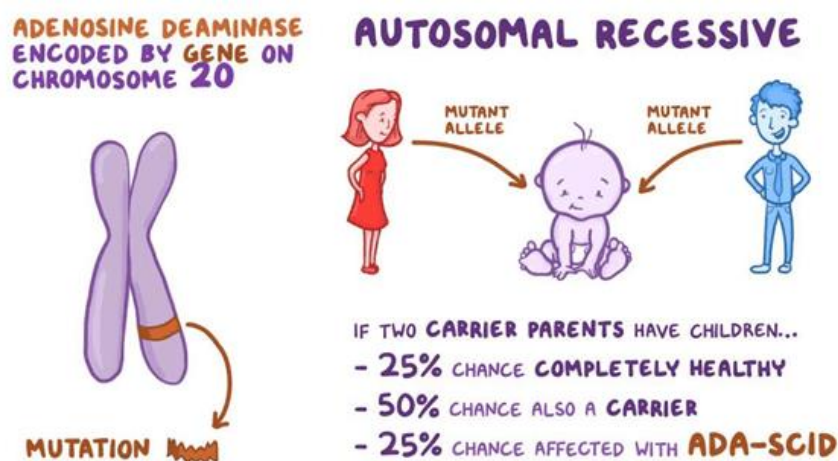 ADENOSINE DEAMINASE
ENCODED BY GENE ON
CHROMOSOME 20
MUTATION
AUTOSOMAL RECESSIVE
MUTANT
ALLELE
MUTANT
ALLELE
IF TWO CARRIER PARENTS HAVE CHILDREN...
- 25% CHANCE COMPLETELY HEALTHY
- 50% CHANCE ALSO A CARRIER
- 25% CHANCE AFFECTED WITH ADA-SCID